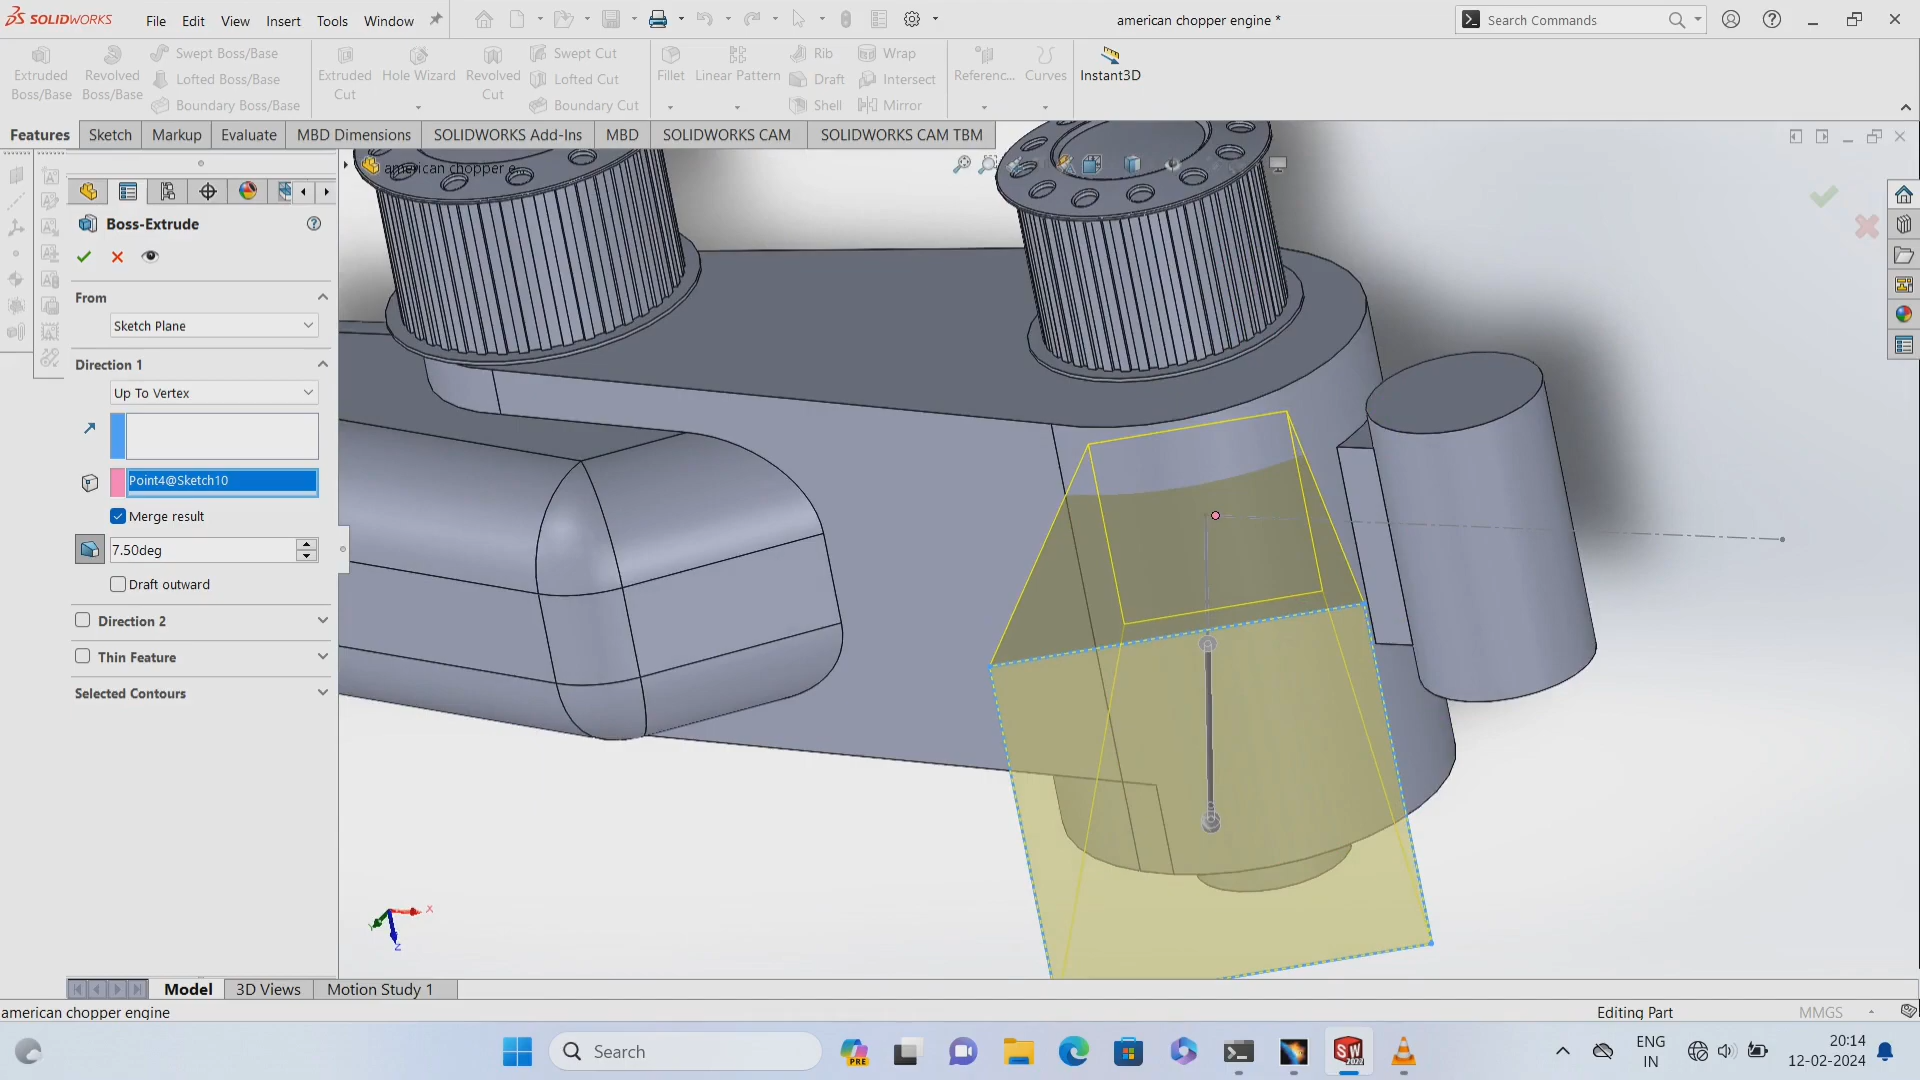 SOLIDWORKS File Edit View Insert Tools Window american chopper engine * Search Commands
Extruded Boss/Base
Revolved Boss/Base
Swept Boss/Base
Lofted Boss/Base
Boundary Boss/Base
Extruded Cut
Hole Wizard
Revolved Cut
Swept Cut
Lofted Cut
Boundary Cut
Fillet
Linear Pattern
Rib
Draft
Shell
Wrap
Intersect
Mirror
Referenc...
Curves
Instant3D
Features Sketch Markup Evaluate MBD Dimensions SOLIDWORKS Add-Ins MBD SOLIDWORKS CAM SOLIDWORKS CAM TBM
american chopper e...
Boss-Extrude
From
Sketch Plane
Direction 1
Up To Vertex
Point4@Sketch10
Merge result
7.50deg
Draft outward
Direction 2
Thin Feature
Selected Contours
X
Y
Z
Model 3D Views Motion Study 1
american chopper engine Editing Part MMGS
Search
PRE
SW
ENG
IN
20:14
12-02-2024